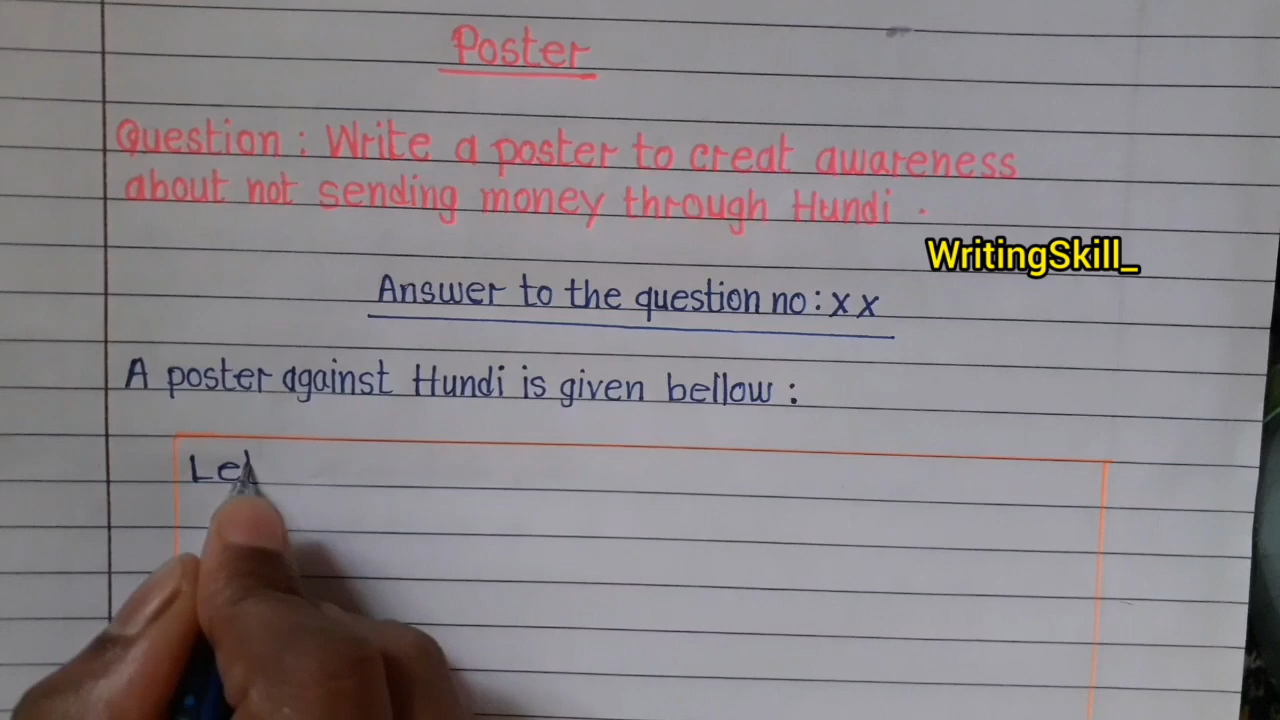 Poster
Question : Write a poster to creat awareness
about not sending money through Hundi .
WritingSkill_
Answer to the question no : x x
A poster against Hundi is given bellow :
Let